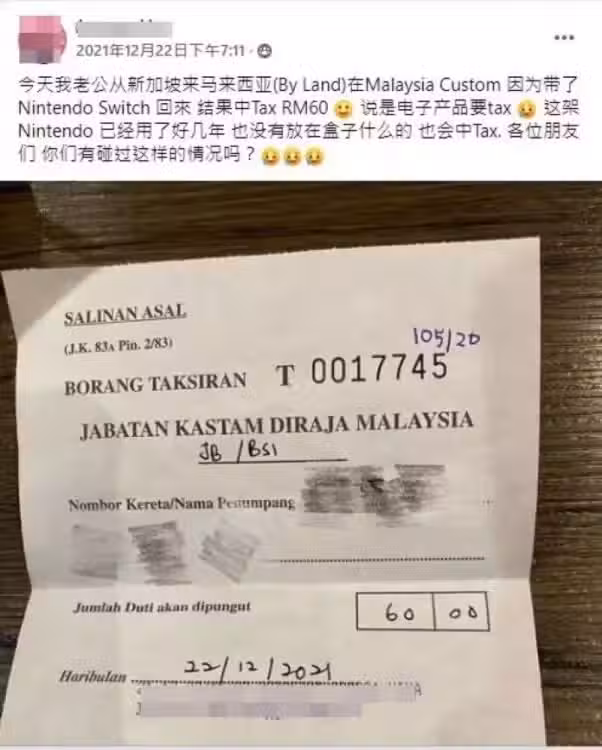 2021年12月22日下午7:11 ·
今天我老公从新加坡来马来西亚(By Land)在Malaysia Custom 因为带了
Nintendo Switch 回來 结果中Tax RM60 说是电子产品要tax 这架
Nintendo 已经用了好几年 也没有放在盒子什么的 也会中Tax. 各位朋友
们 你们有碰过这样的情况吗？
SALINAN ASAL
(J.K. 83A Pin. 2/83)
105/20
BORANG TAKSIRAN T 0017745
JABATAN KASTAM DIRAJA MALAYSIA
JB / BSI
Nombor Kereta/Nama Penumpang
Jumlah Duti akan dipungut 60 00
Haribulan 22/12/2021